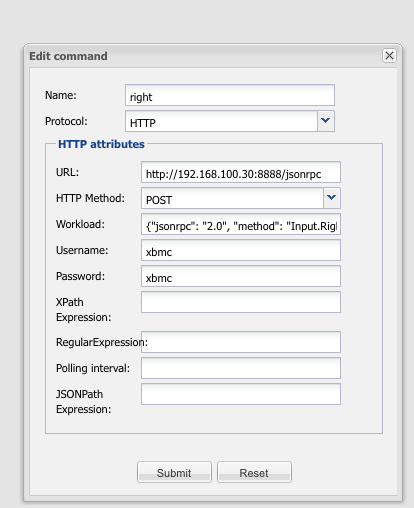 Edit command
Name: right
Protocol: HTTP
HTTP attributes
URL: http://192.168.100.30:8888/jsonrpc
HTTP Method: POST
Workload: {"jsonrpc": "2.0", "method": "Input.Rig
Username: xbmc
Password: xbmc
XPath
Expression:
RegularExpression:
Polling interval:
JSONPath
Expression:
Submit Reset